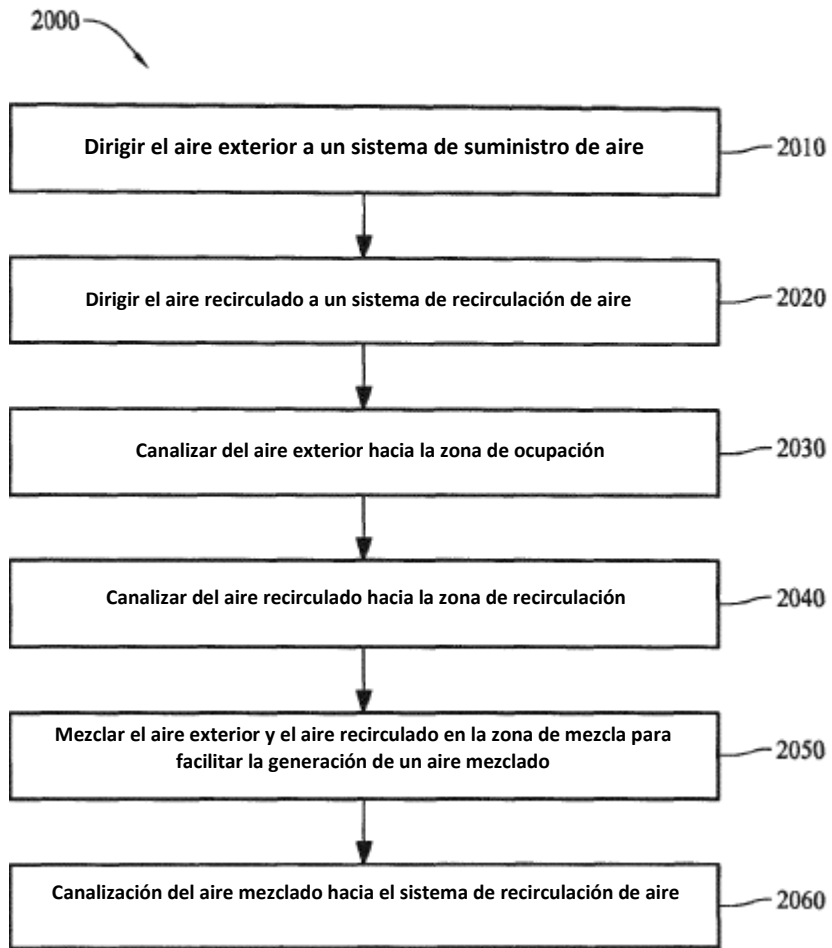 2000
Dirigir el aire exterior a un sistema de suministro de aire
2010
Dirigir el aire recirculado a un sistema de recirculación de aire
2020
Canalizar del aire exterior hacia la zona de ocupación
2030
Canalizar del aire recirculado hacia la zona de recirculación
2040
Mezclar el aire exterior y el aire recirculado en la zona de mezcla para
facilitar la generación de un aire mezclado
2050
Canalización del aire mezclado hacia el sistema de recirculación de aire
2060